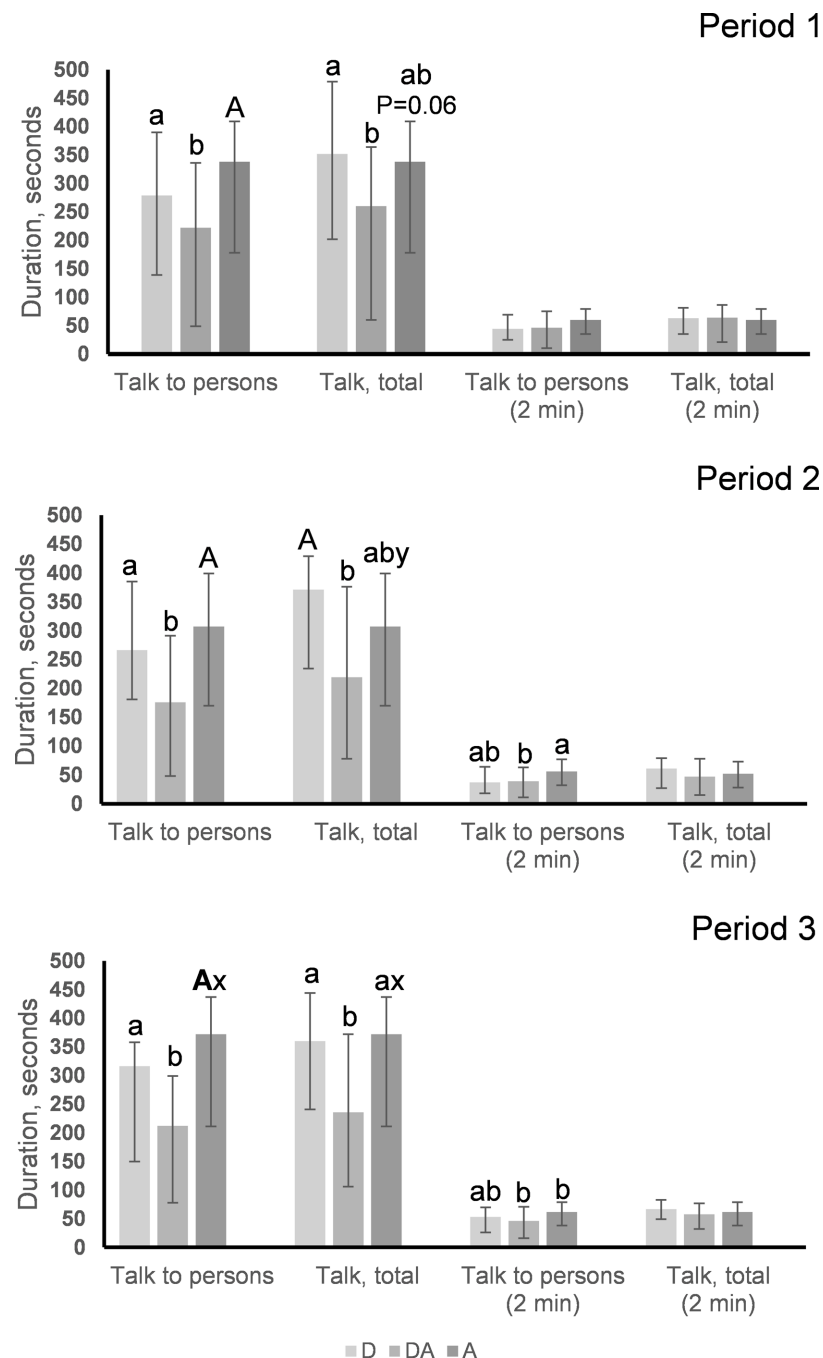 Period 1
500
450
400
350
300
250
200
150
100
50
0
Duration, seconds
a
b
A
a
b
ab
P=0.06
Talk to persons
Talk, total
Talk to persons
(2 min)
Talk, total
(2 min)
Period 2
500
450
400
350
300
250
200
150
100
50
0
Duration, seconds
a
b
A
A
b
aby
ab
b
a
Talk to persons
Talk, total
Talk to persons
(2 min)
Talk, total
(2 min)
Period 3
500
450
400
350
300
250
200
150
100
50
0
Duration, seconds
a
b
Ax
a
b
ax
ab
b
b
Talk to persons
Talk, total
Talk to persons
(2 min)
Talk, total
(2 min)
D DA A